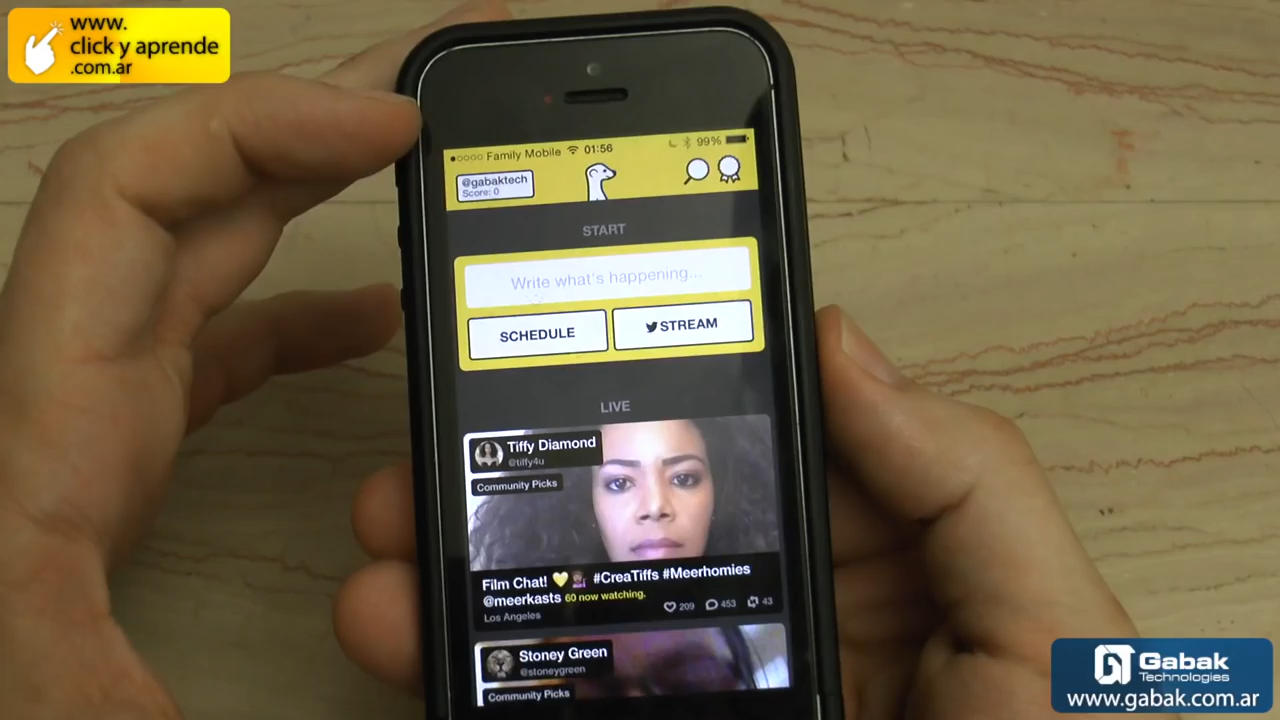 www.
click y aprende
.com.ar
Family Mobile 01:56 99%
@gabaktech
Score: 0
START
Write what's happening...
SCHEDULE
STREAM
LIVE
Tiffy Diamond
@tiffy4u
Community Picks
Film Chat! 💛 #CreaTiffs #Meerhomies
@meerkasts 60 now watching.
Los Angeles 209 453 43
Stoney Green
@stoneygreen
Community Picks
Gabak
Technologies
www.gabak.com.ar